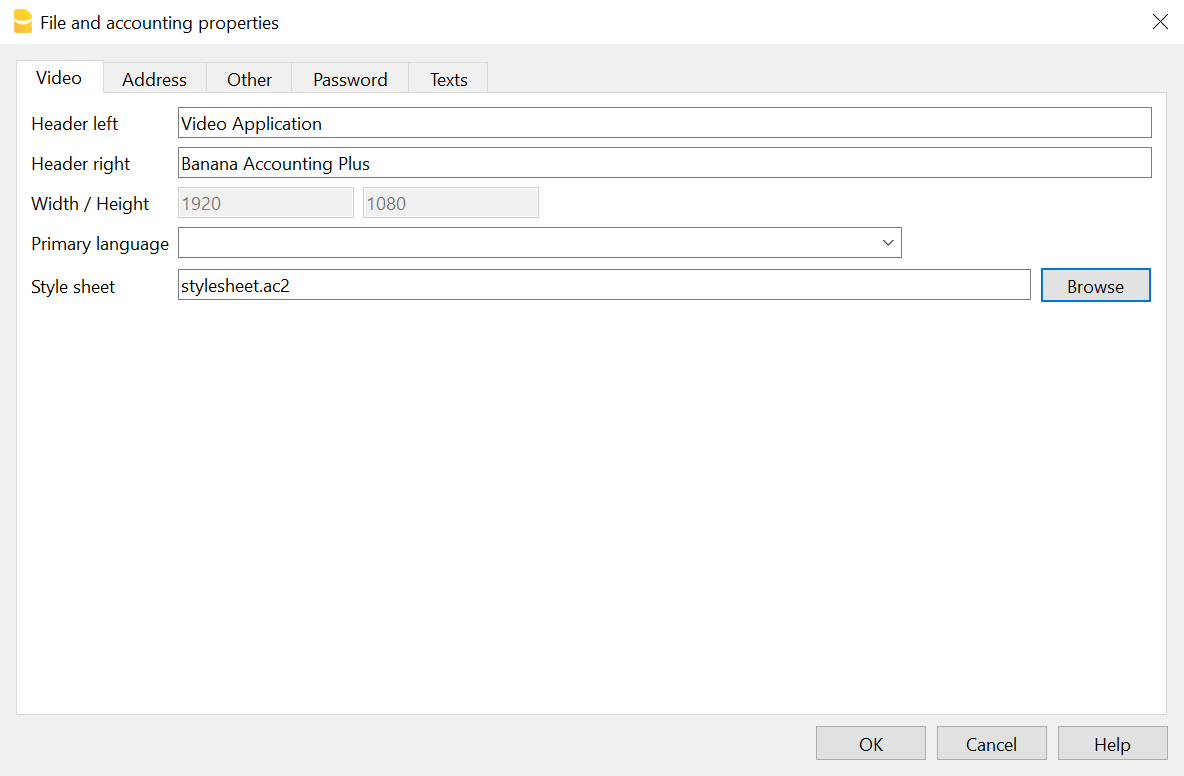 File and accounting properties
Video Address Other Password Texts
Header left Video Application
Header right Banana Accounting Plus
Width / Height 1920 1080
Primary language
Style sheet stylesheet.ac2 Browse
OK Cancel Help